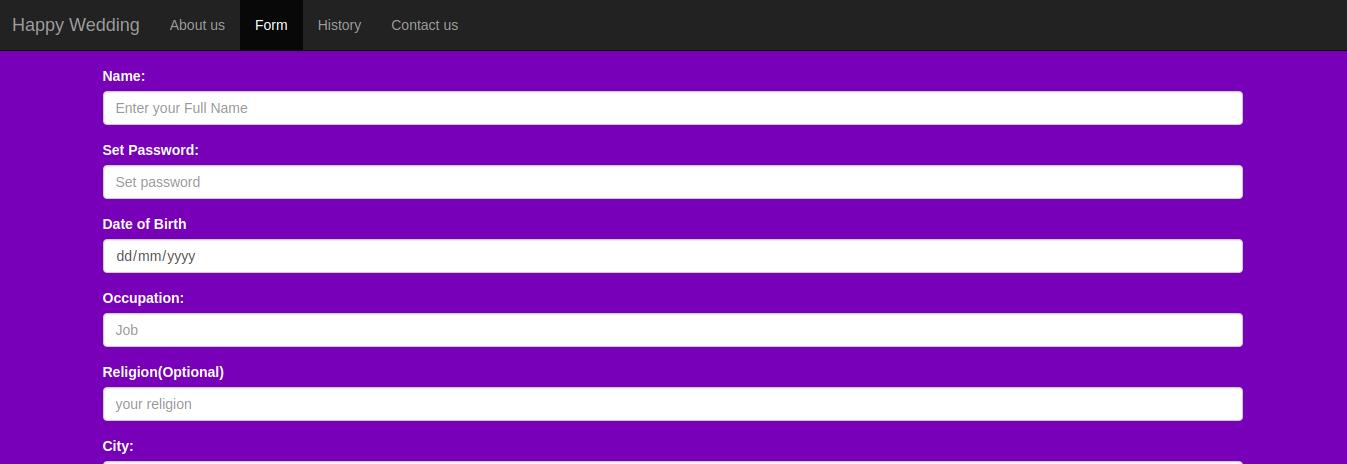 Happy Wedding About us Form History Contact us
Name:
Enter your Full Name
Set Password:
Set password
Date of Birth
dd/mm/yyyy
Occupation:
Job
Religion(Optional)
your religion
City: